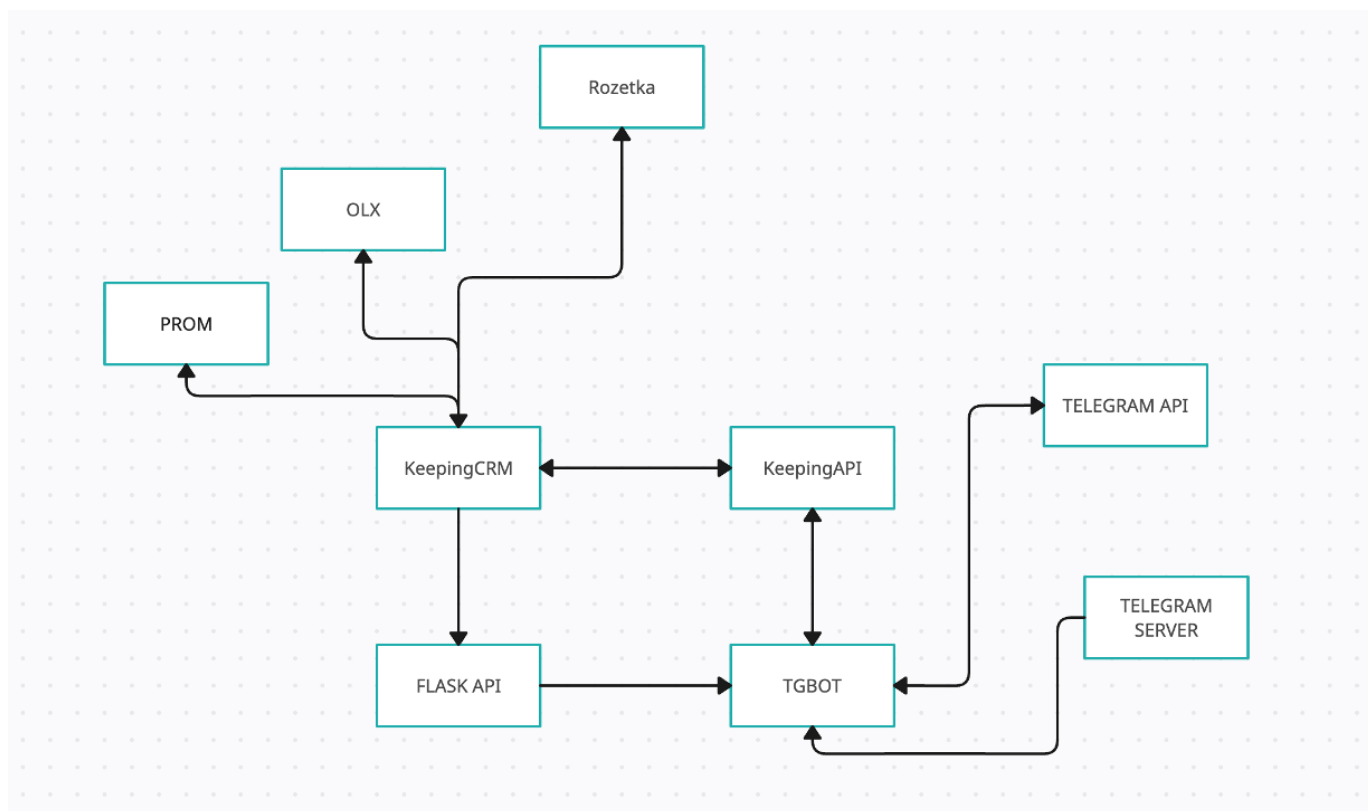 Rozetka
OLX
PROM
TELEGRAM API
KeepingCRM
KeepingAPI
TELEGRAM
SERVER
FLASK API
TGBOT